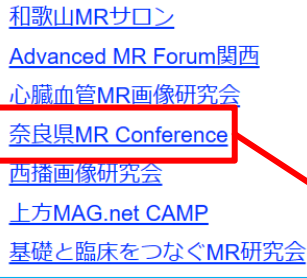 和歌山MRサロン
Advanced MR Forum関西
心臓血管MR画像研究会
奈良県MR Conference
西播画像研究会
上方MAG.net CAMP
基礎と臨床をつなぐMR研究会